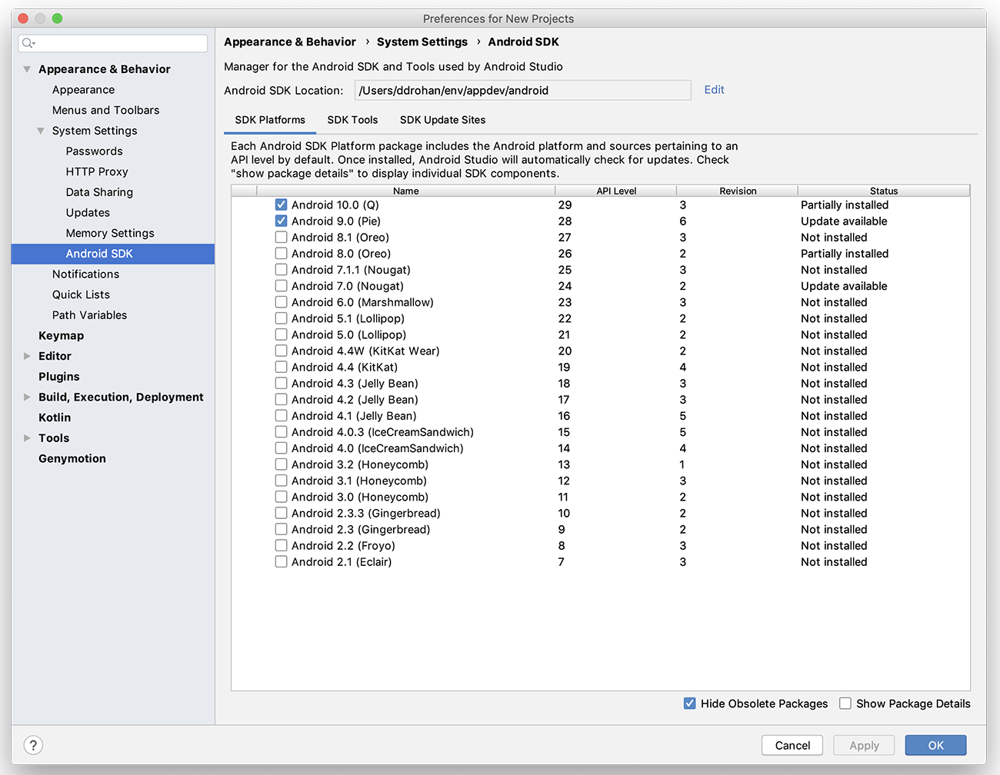 Preferences for New Projects
Appearance & Behavior
Appearance
Menus and Toolbars
System Settings
Passwords
HTTP Proxy
Data Sharing
Updates
Memory Settings
Android SDK
Notifications
Quick Lists
Path Variables
Keymap
Editor
Plugins
Build, Execution, Deployment
Kotlin
Tools
Genymotion
Appearance & Behavior › System Settings › Android SDK
Manager for the Android SDK and Tools used by Android Studio
Android SDK Location: /Users/ddrohan/env/appdev/android Edit
SDK Platforms SDK Tools SDK Update Sites
Each Android SDK Platform package includes the Android platform and sources pertaining to an
API level by default. Once installed, Android Studio will automatically check for updates. Check
"show package details" to display individual SDK components.
Name API Level Revision Status
Android 10.0 (Q) 29 3 Partially installed
Android 9.0 (Pie) 28 6 Update available
Android 8.1 (Oreo) 27 3 Not installed
Android 8.0 (Oreo) 26 2 Partially installed
Android 7.1.1 (Nougat) 25 3 Not installed
Android 7.0 (Nougat) 24 2 Update available
Android 6.0 (Marshmallow) 23 3 Not installed
Android 5.1 (Lollipop) 22 2 Not installed
Android 5.0 (Lollipop) 21 2 Not installed
Android 4.4W (KitKat Wear) 20 2 Not installed
Android 4.4 (KitKat) 19 4 Not installed
Android 4.3 (Jelly Bean) 18 3 Not installed
Android 4.2 (Jelly Bean) 17 3 Not installed
Android 4.1 (Jelly Bean) 16 5 Not installed
Android 4.0.3 (IceCreamSandwich) 15 5 Not installed
Android 4.0 (IceCreamSandwich) 14 4 Not installed
Android 3.2 (Honeycomb) 13 1 Not installed
Android 3.1 (Honeycomb) 12 3 Not installed
Android 3.0 (Honeycomb) 11 2 Not installed
Android 2.3.3 (Gingerbread) 10 2 Not installed
Android 2.3 (Gingerbread) 9 2 Not installed
Android 2.2 (Froyo) 8 3 Not installed
Android 2.1 (Eclair) 7 3 Not installed
Hide Obsolete Packages Show Package Details
? Cancel Apply OK